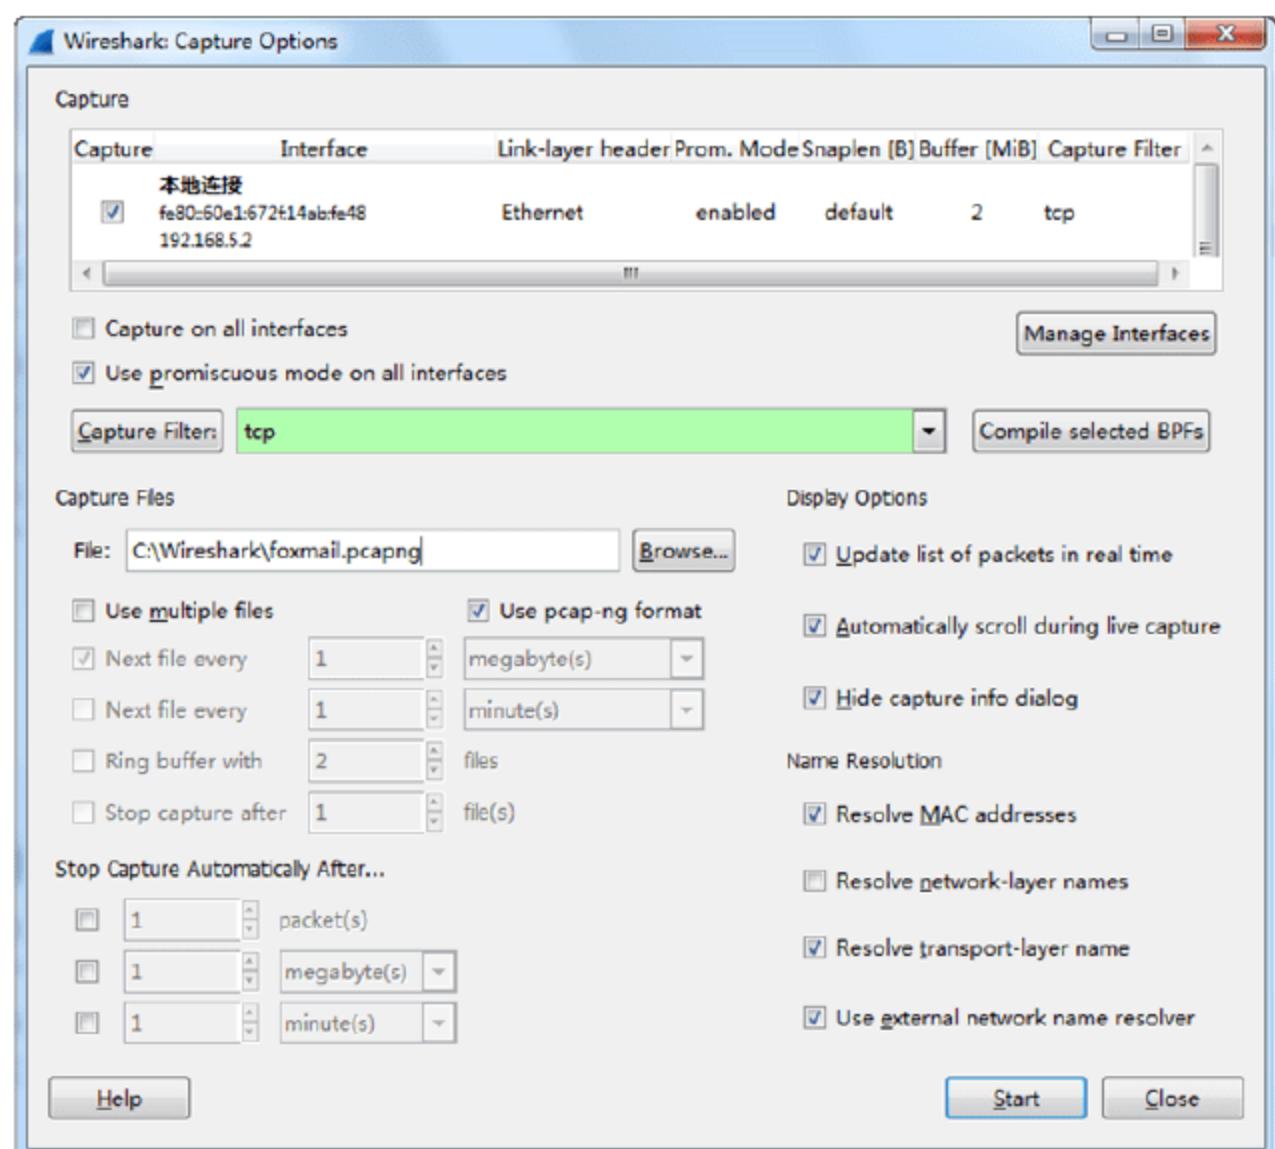 Wireshark: Capture Options
Capture
Capture Interface Link-layer header Prom. Mode Snaplen [B] Buffer [MiB] Capture Filter
本地连接
fe80::60e1:672f:14ab:fe48 Ethernet enabled default 2 tcp
192.168.5.2
Capture on all interfaces
Manage Interfaces
Use promiscuous mode on all interfaces
Capture Filter: tcp Compile selected BPFs
Capture Files Display Options
File: C:\Wireshark\foxmail.pcapng Browse... Update list of packets in real time
Use multiple files Use pcap-ng format Automatically scroll during live capture
Next file every 1 megabyte(s)
Next file every 1 minute(s) Hide capture info dialog
Ring buffer with 2 files Name Resolution
Stop capture after 1 file(s) Resolve MAC addresses
Stop Capture Automatically After... Resolve network-layer names
1 packet(s)
Resolve transport-layer name
1 megabyte(s)
1 minute(s) Use external network name resolver
Help Start Close